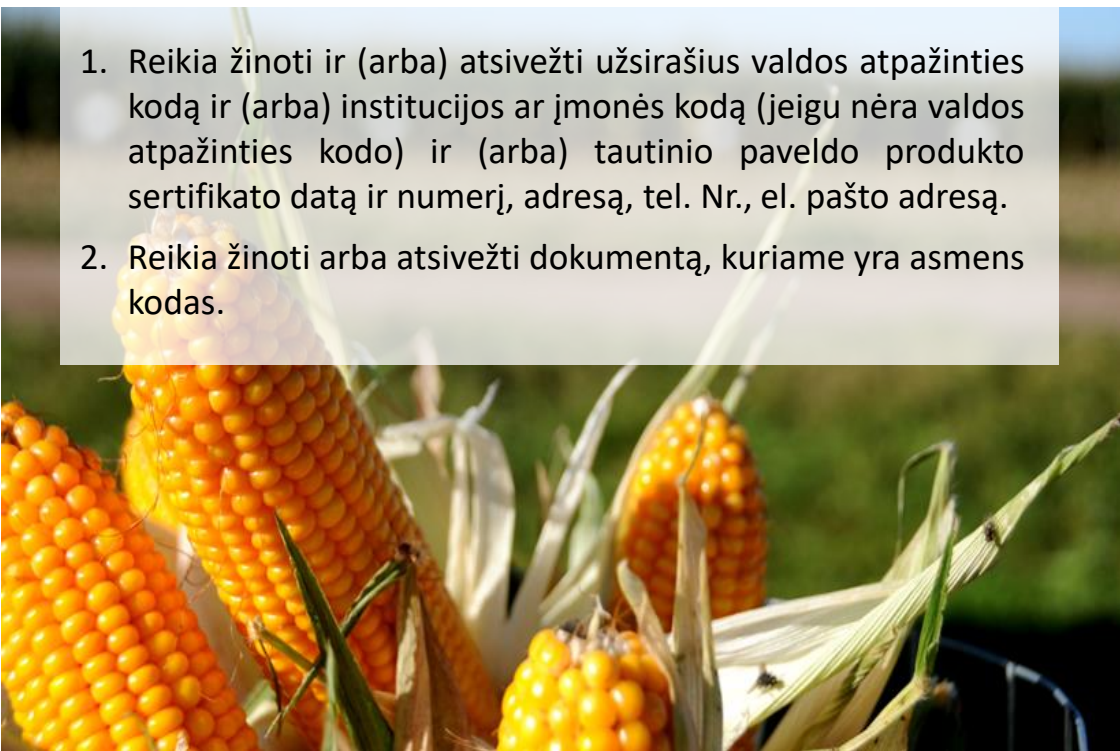 1. Reikia žinoti ir (arba) atsivežti užsirašius valdos atpažinties
kodą ir (arba) institucijos ar įmonės kodą (jeigu nėra valdos
atpažinties kodo) ir (arba) tautinio paveldo produkto
sertifikato datą ir numerį, adresą, tel. Nr., el. pašto adresą.
2. Reikia žinoti arba atsivežti dokumentą, kuriame yra asmens
kodas.